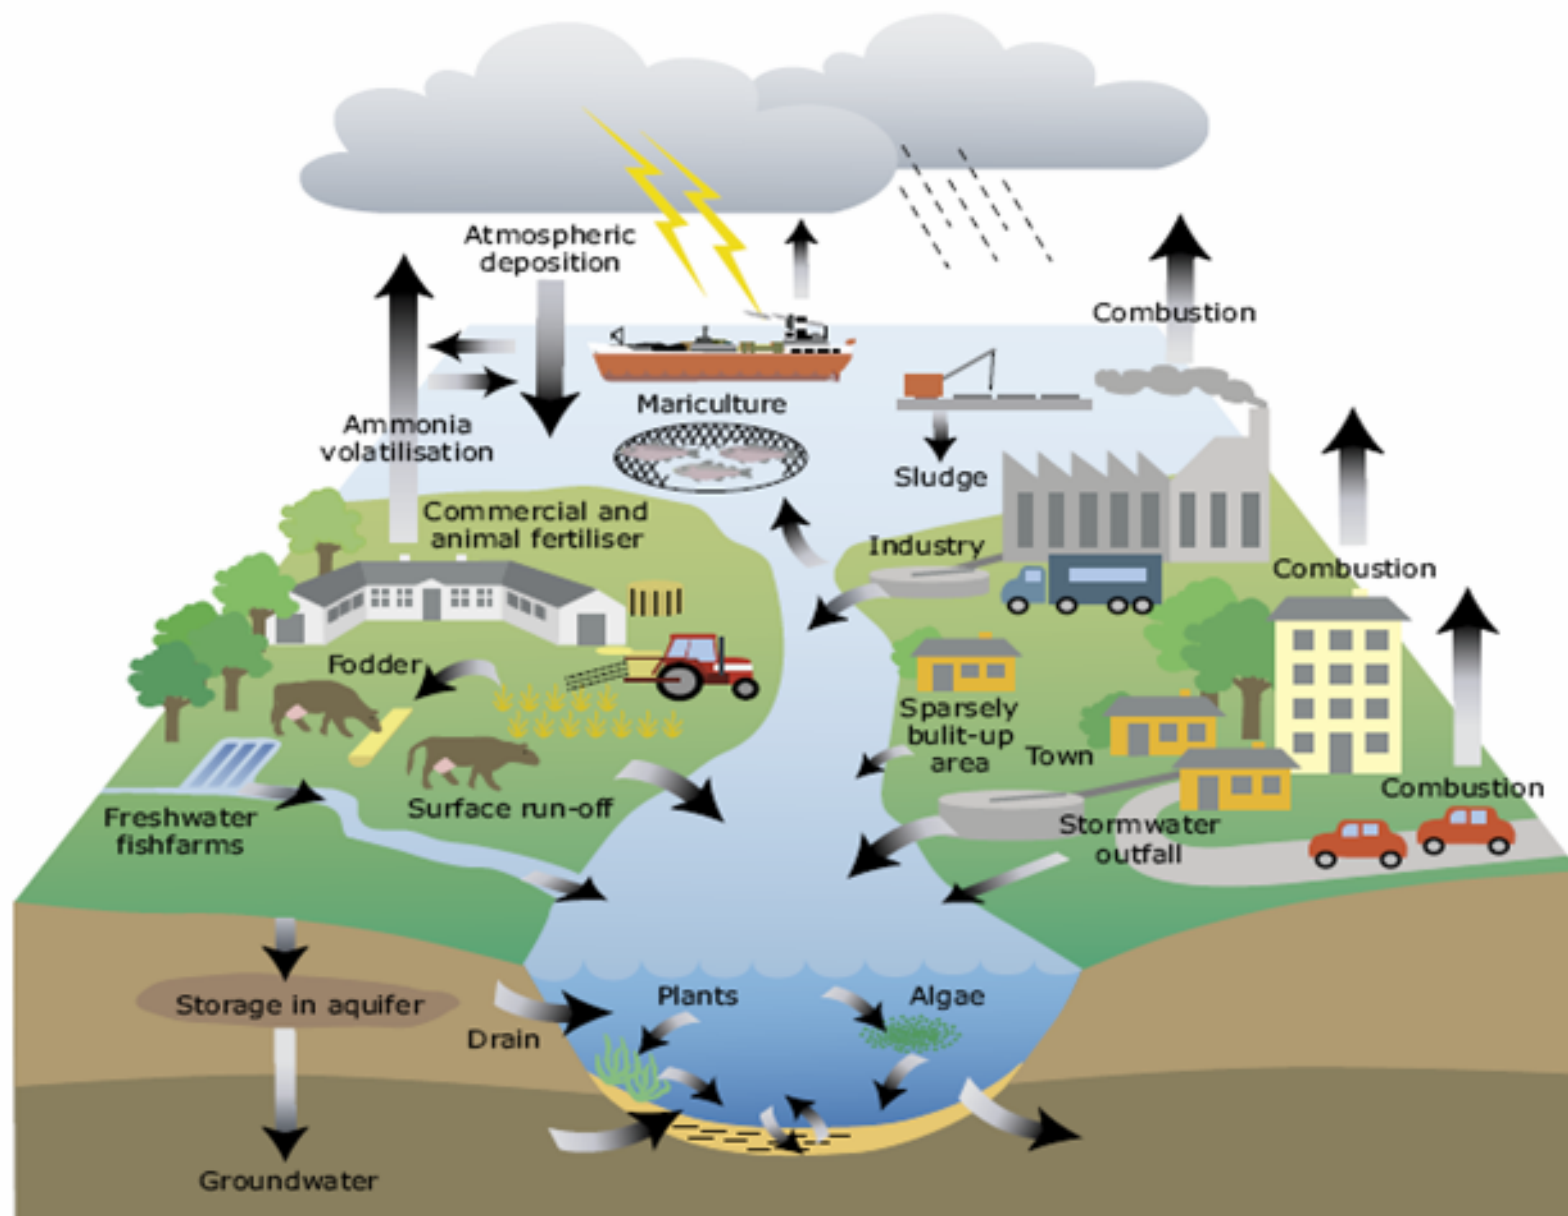 Atmospheric
deposition
Combustion
Ammonia
volatilisation
Mariculture
Sludge
Commercial and
animal fertiliser
Industry
Combustion
Fodder
Sparsely
bulit-up
area
Town
Combustion
Freshwater
fishfarms
Surface run-off
Stormwater
outfall
Storage in aquifer
Drain
Plants
Algae
Groundwater